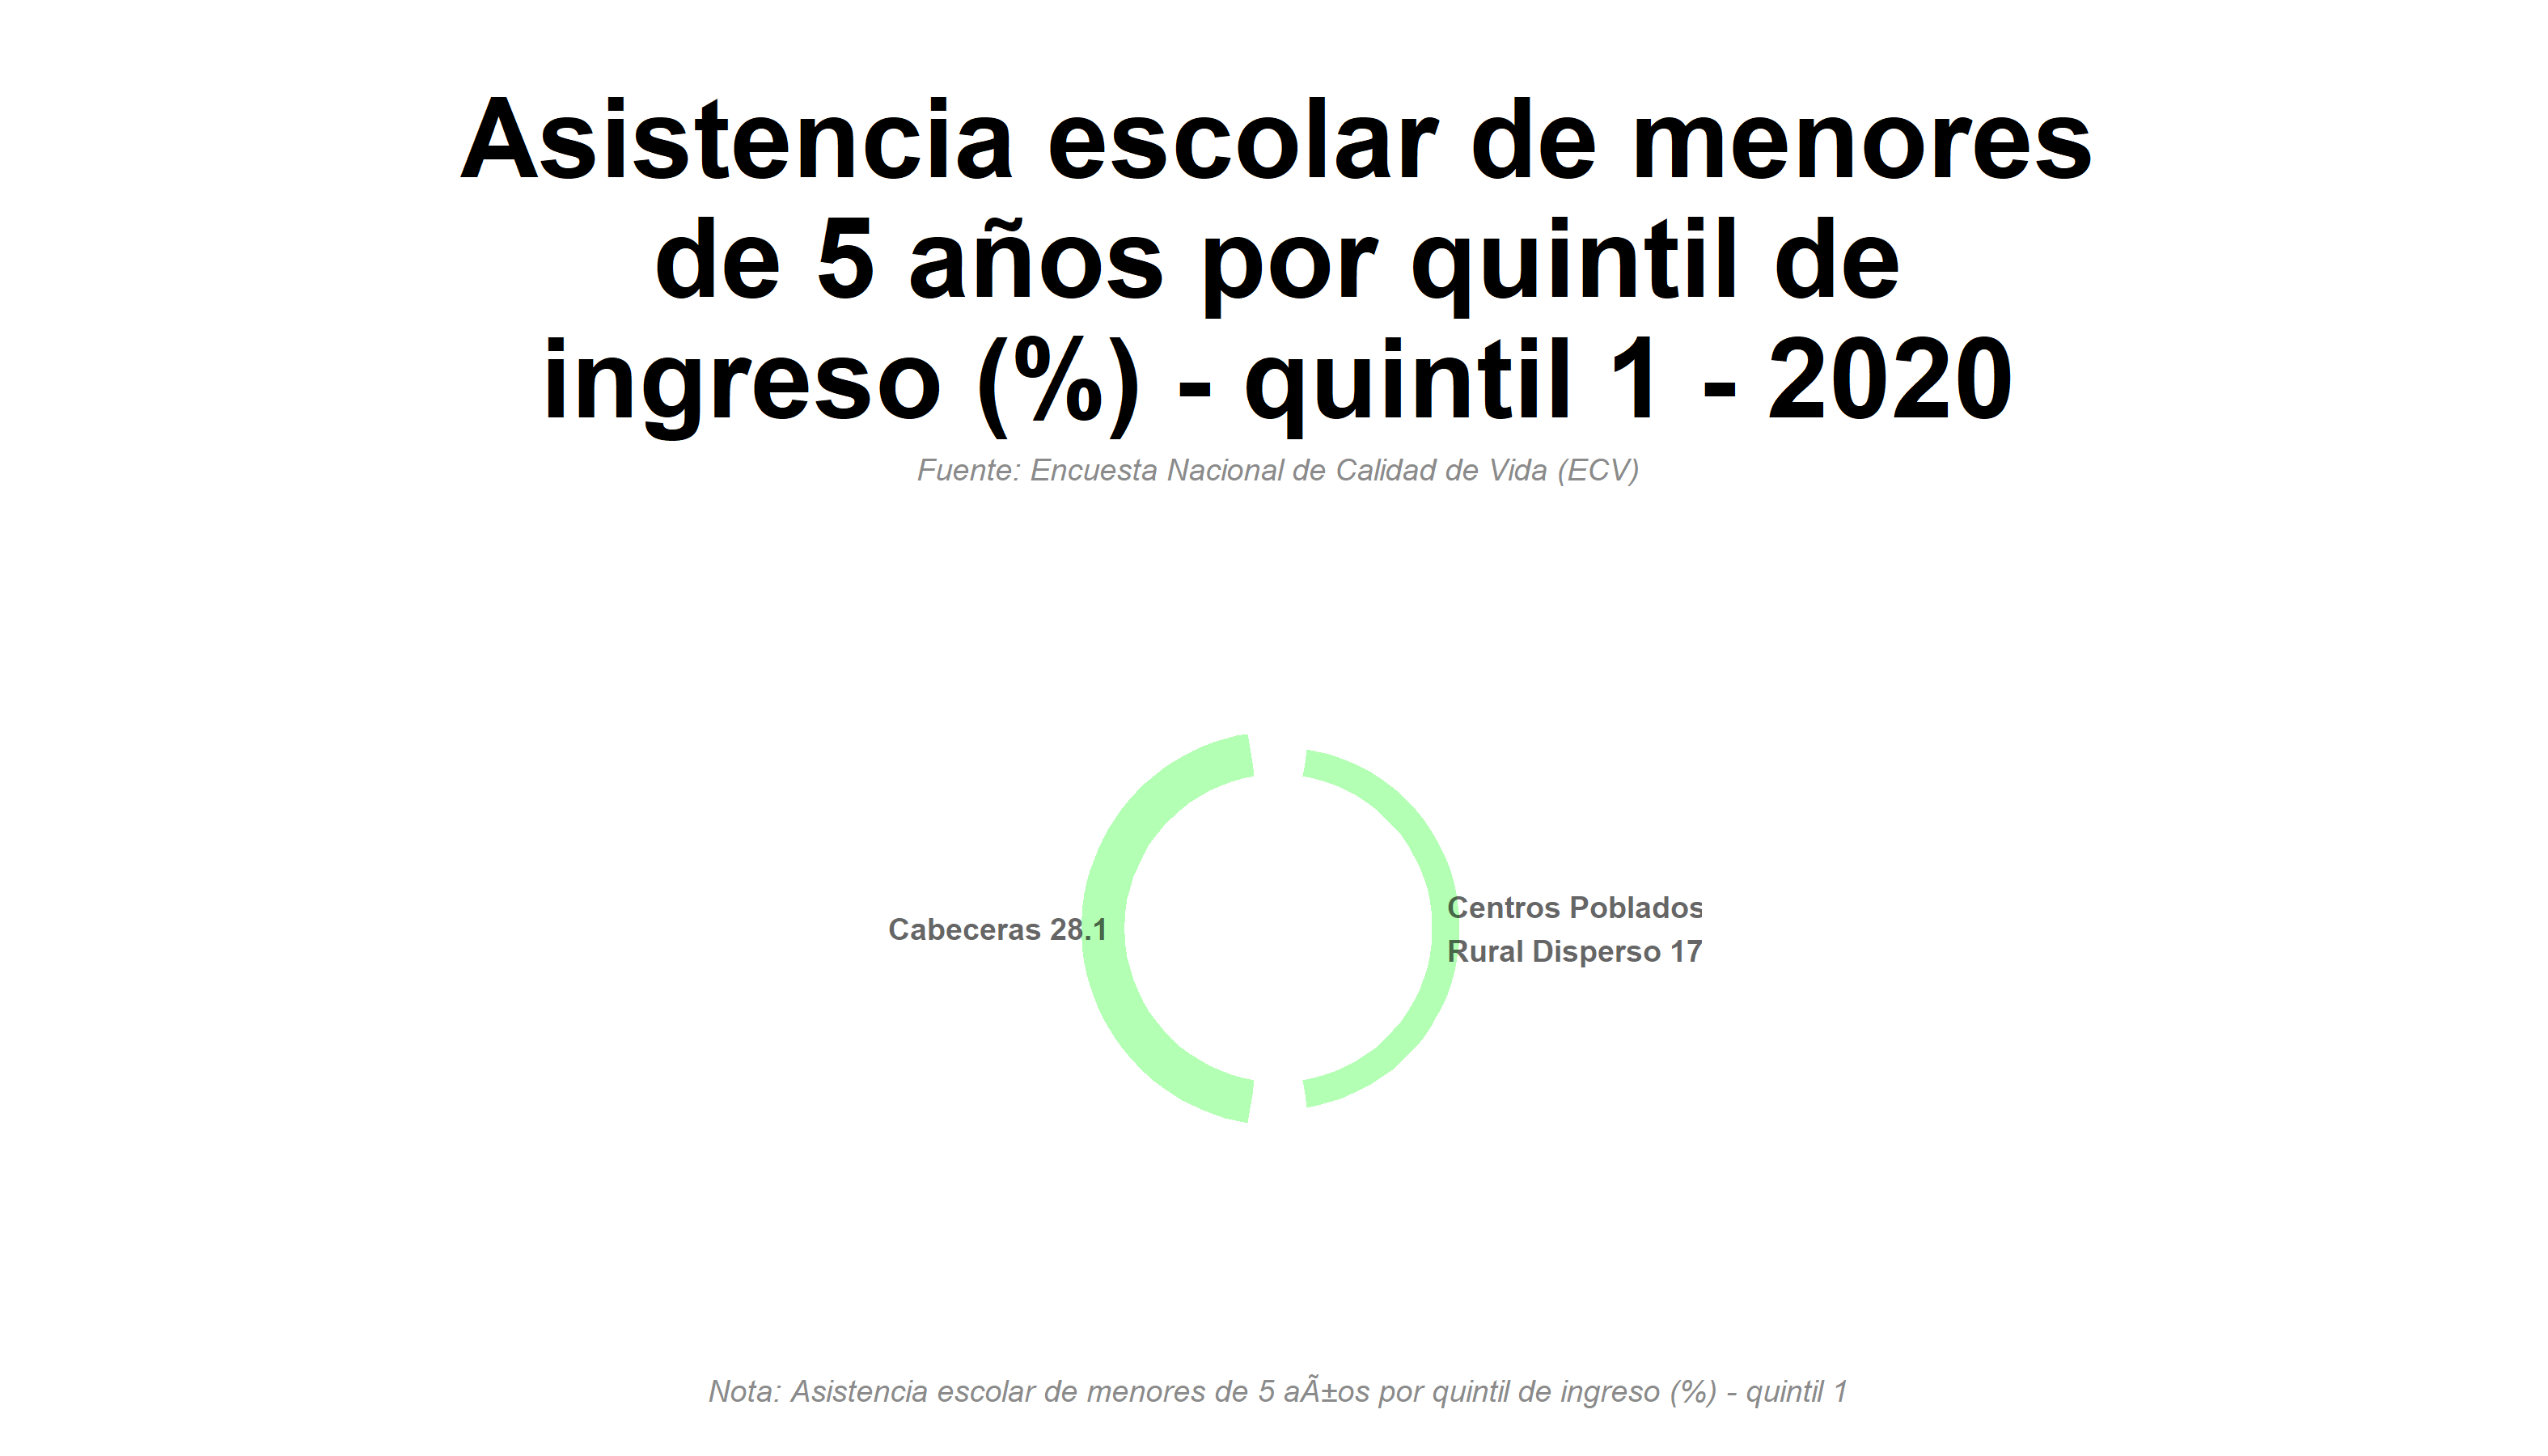 Asistencia escolar de menores
de 5 años por quintil de
ingreso (%) - quintil 1 - 2020
Fuente: Encuesta Nacional de Calidad de Vida (ECV)
Cabeceras 28.1
Centros Poblados
Rural Disperso 17
Nota: Asistencia escolar de menores de 5 aÃ±os por quintil de ingreso (%) - quintil 1